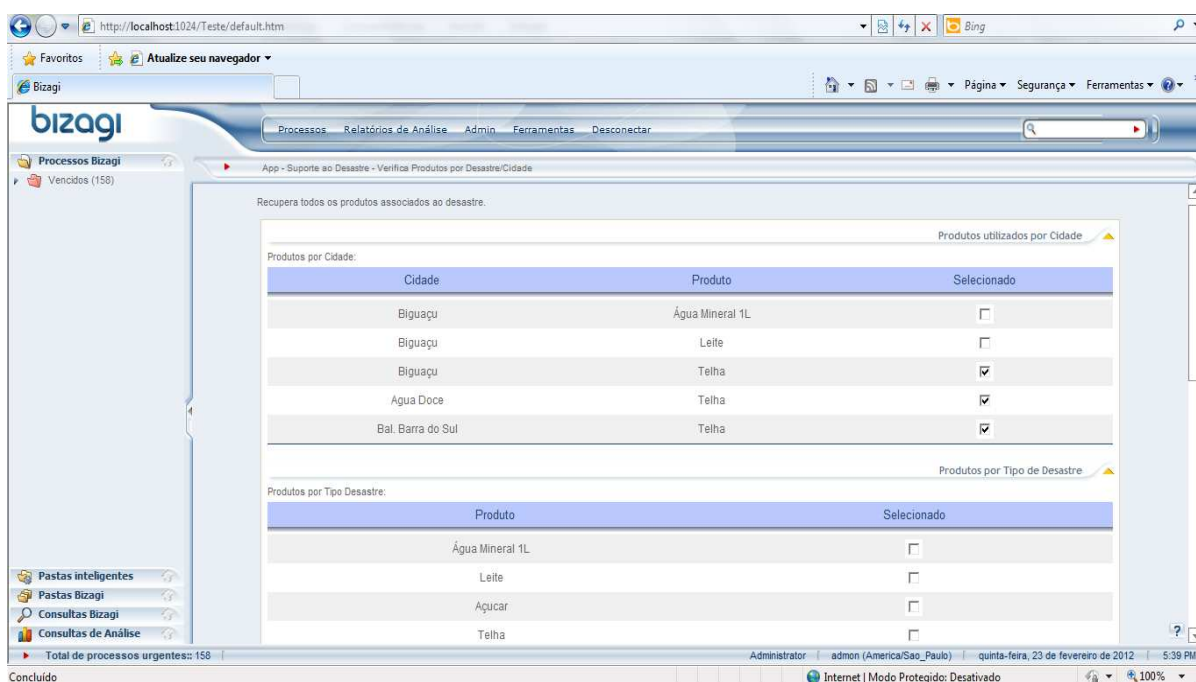 http://localhost:1024/Teste/default.htm
Bing
Favoritos
Atualize seu navegador
Bizagi
Página
Segurança
Ferramentas
bizagi
Processos Relatórios de Análise Admin Ferramentas Desconectar
Processos Bizagi
Vencidos (158)
App - Suporte ao Desastre - Verifica Produtos por Desastre/Cidade
Recupera todos os produtos associados ao desastre.
Produtos utilizados por Cidade
Produtos por Cidade:
Cidade Produto Selecionado
Biguaçu Água Mineral 1L
Biguaçu Leite
Biguaçu Telha
Agua Doce Telha
Bal. Barra do Sul Telha
Produtos por Tipo de Desastre
Produtos por Tipo Desastre:
Produto Selecionado
Água Mineral 1L
Leite
Açucar
Telha
Pastas inteligentes
Pastas Bizagi
Consultas Bizagi
Consultas de Análise
Total de processos urgentes:: 158
Administrator
admon (America/Sao_Paulo)
quinta-feira, 23 de fevereiro de 2012
5:39 PM
Concluído
Internet | Modo Protegido: Desativado
100%